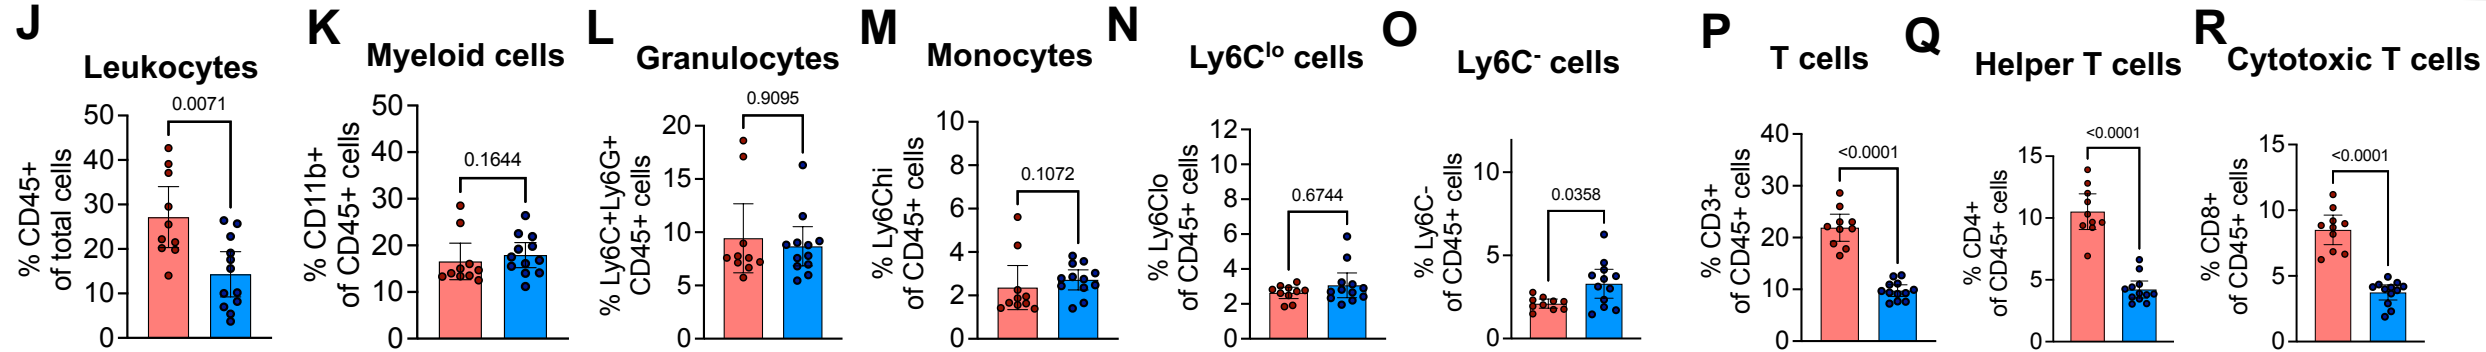 J
Leukocytes
0.0071
% CD45+
of total cells
50
40
30
20
10
0
K
Myeloid cells
0.1644
% CD11b+
of CD45+ cells
50
40
30
20
10
0
L
Granulocytes
0.9095
% Ly6C+Ly6G+
CD45+ cells
20
15
10
5
0
M
Monocytes
0.1072
% Ly6Chi
of CD45+ cells
10
8
6
4
2
0
N
Ly6Clo cells
0.6744
% Ly6Clo
of CD45+ cells
12
10
8
6
4
2
0
O
Ly6C- cells
0.0358
% Ly6C-
of CD45+ cells
10
5
0
P
T cells
<0.0001
% CD3+
of CD45+ cells
40
30
20
10
0
Q
Helper T cells
<0.0001
% CD4+
of CD45+ cells
15
10
5
0
R
Cytotoxic T cells
<0.0001
% CD8+
of CD45+ cells
15
10
5
0